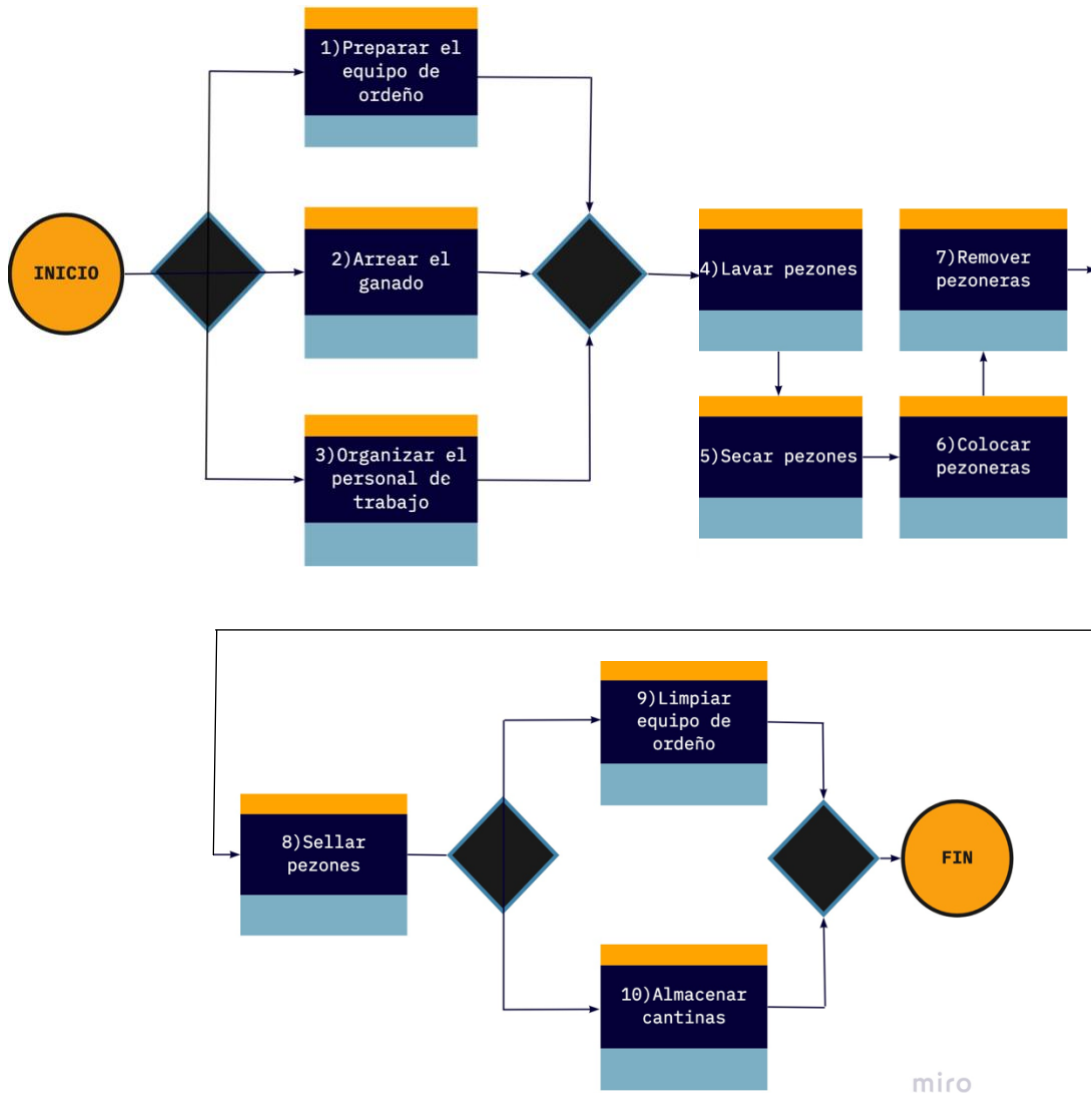 1)Preparar el
equipo de
ordeño
INICIO
2)Arrear el
ganado
3)Organizar el
personal de
trabajo
4)Lavar pezones
5)Secar pezones
6)Colocar
pezoneras
7)Remover
pezoneras
8)Sellar
pezones
9)Limpiar
equipo de
ordeño
10)Almacenar
cantinas
FIN
miro